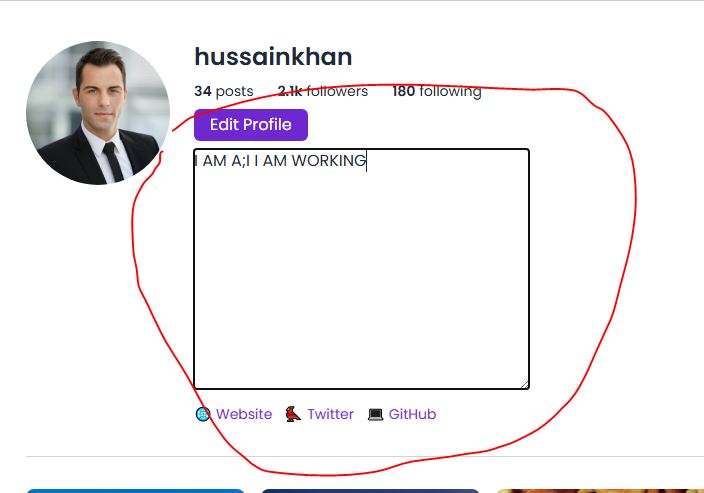 hussainkhan
34 posts 2.1k followers 180 following
Edit Profile
I AM A;I I AM WORKING
Website Twitter GitHub